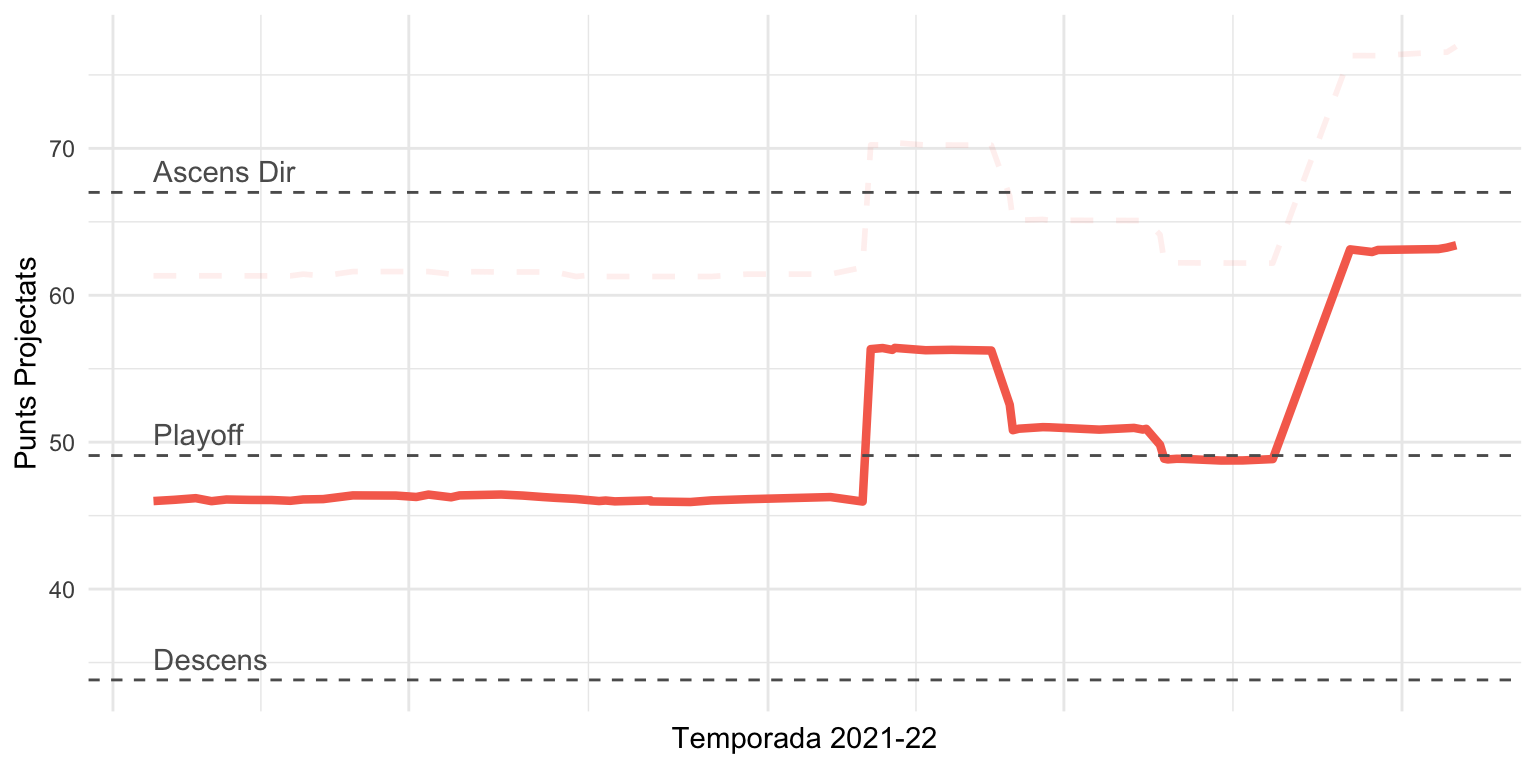 70
Ascens Dir
60
Punts Projectats
Playoff
50
40
Descens
Temporada 2021-22